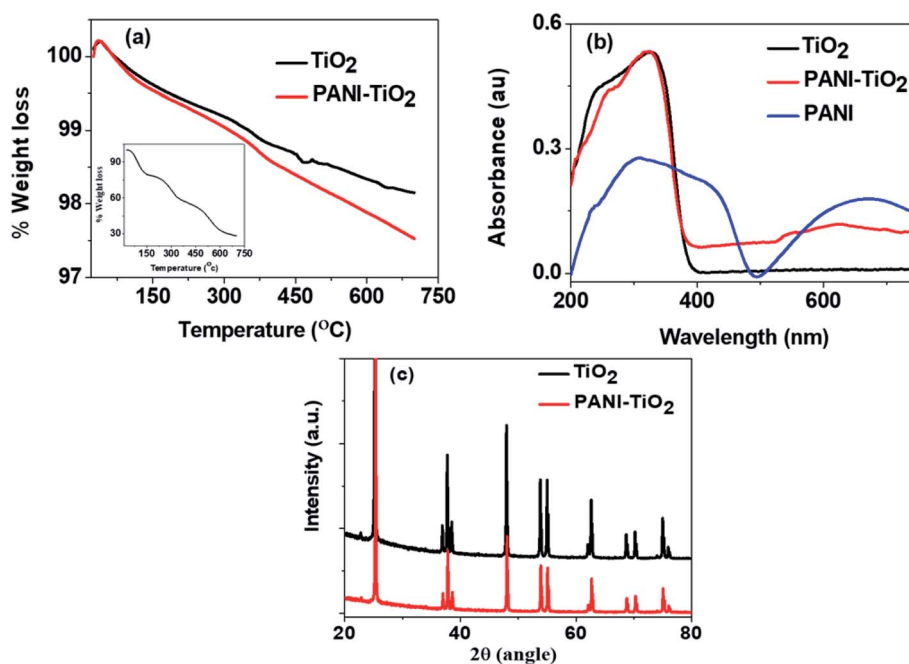 (a)
TiO2
PANI-TiO2
% Weight loss
100
99
98
97
150 300 450 600 750
Temperature (OC)
% Weight loss
90
60
30
150 300 450 600 750
Temperature (Oc)
(b)
TiO2
PANI-TiO2
PANI
Absorbance (au)
0.6
0.3
0.0
200 400 600
Wavelength (nm)
(c)
TiO2
PANI-TiO2
Intensity (a.u.)
20 40 60 80
2θ (angle)